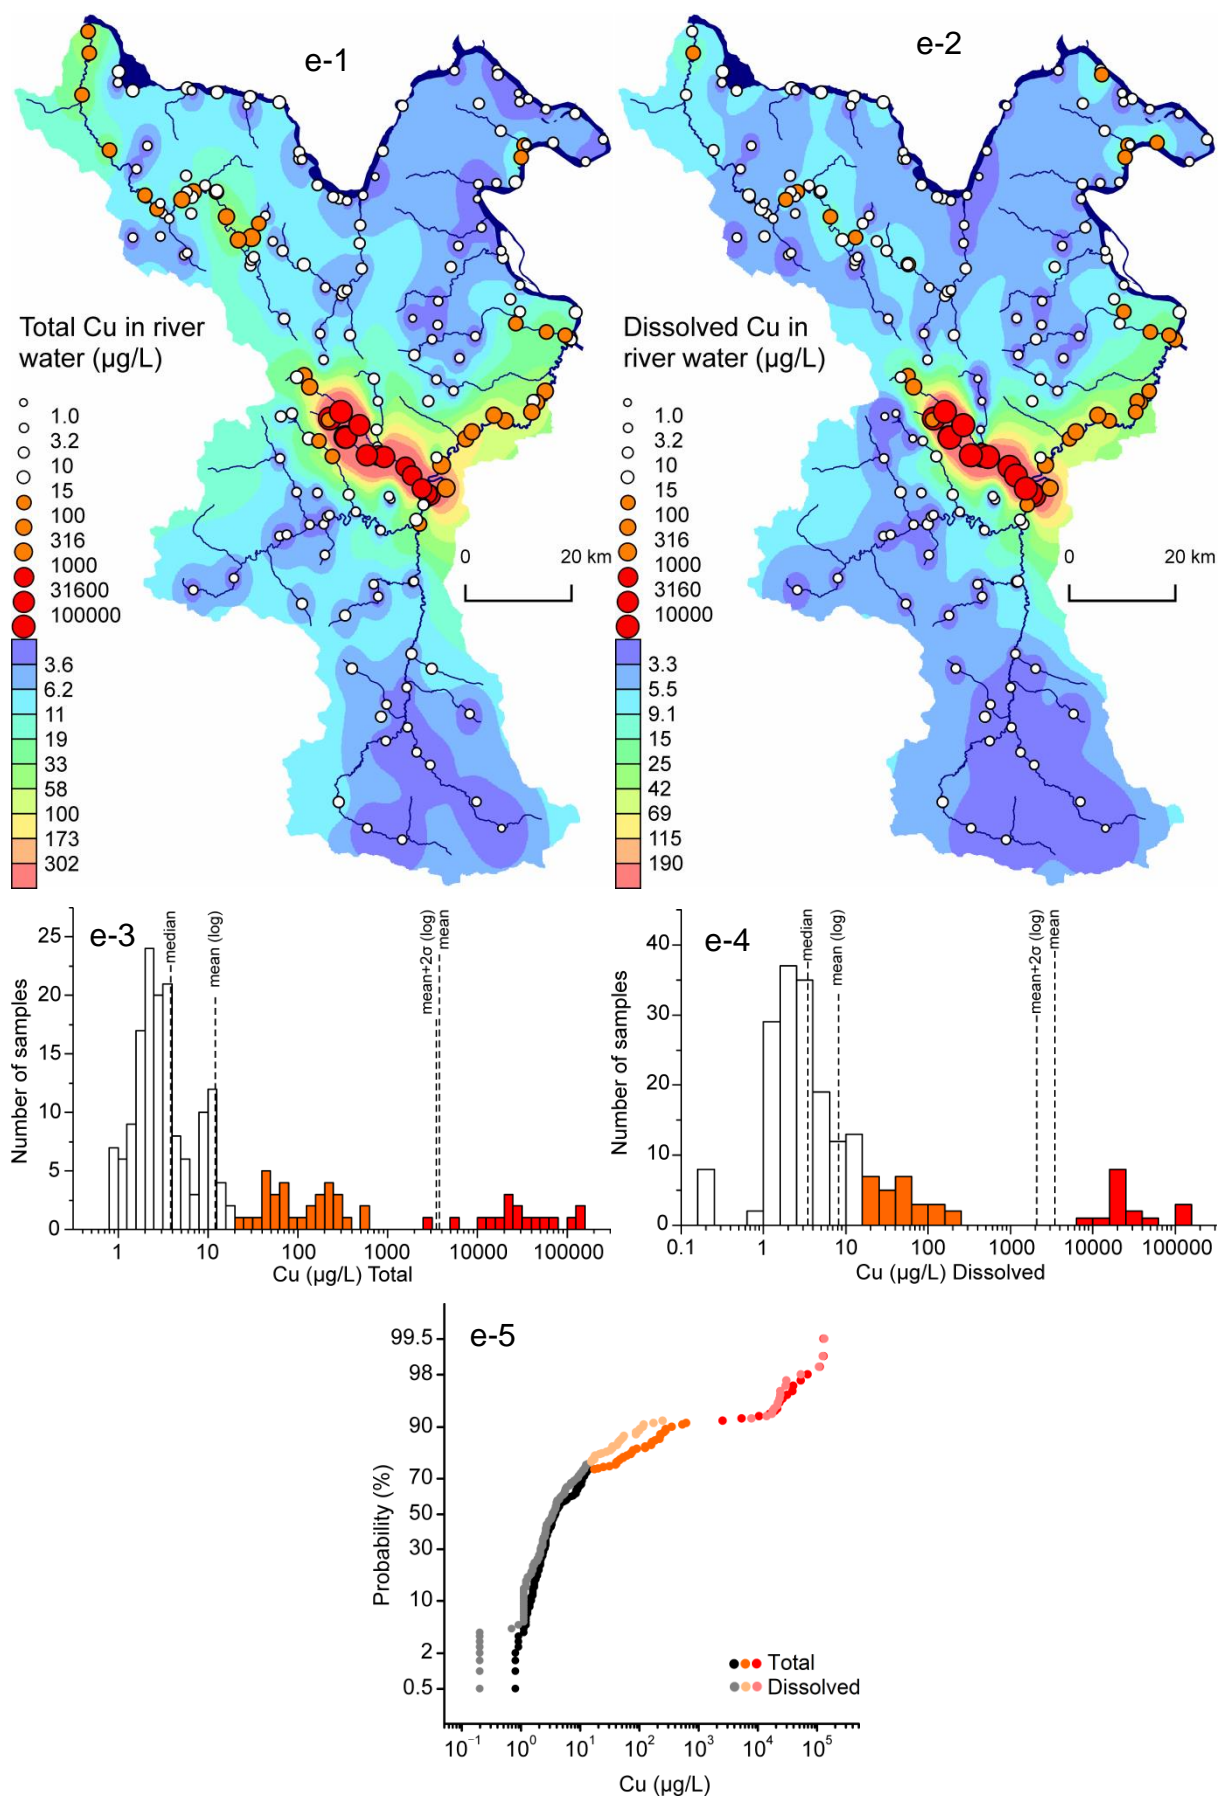 e-1
Total Cu in river
water (µg/L)
1.0
3.2
10
15
100
316
1000
31600
100000
3.6
6.2
11
19
33
58
100
173
302
0 20 km
e-2
Dissolved Cu in
river water (µg/L)
1.0
3.2
10
15
100
316
1000
3160
10000
3.3
5.5
9.1
15
25
42
69
115
190
0 20 km
e-3
Number of samples
25
20
15
10
5
0
median
mean (log)
mean+2σ (log)
mean
1 10 100 1000 10000 100000
Cu (µg/L) Total
e-4
Number of samples
40
30
20
10
0
median
mean (log)
mean+2σ (log)
mean
0.1 1 10 100 1000 10000 100000
Cu (µg/L) Dissolved
e-5
Probability (%)
99.5
98
90
70
50
30
10
2
0.5
Total
Dissolved
10⁻¹ 10⁰ 10¹ 10² 10³ 10⁴ 10⁵
Cu (µg/L)